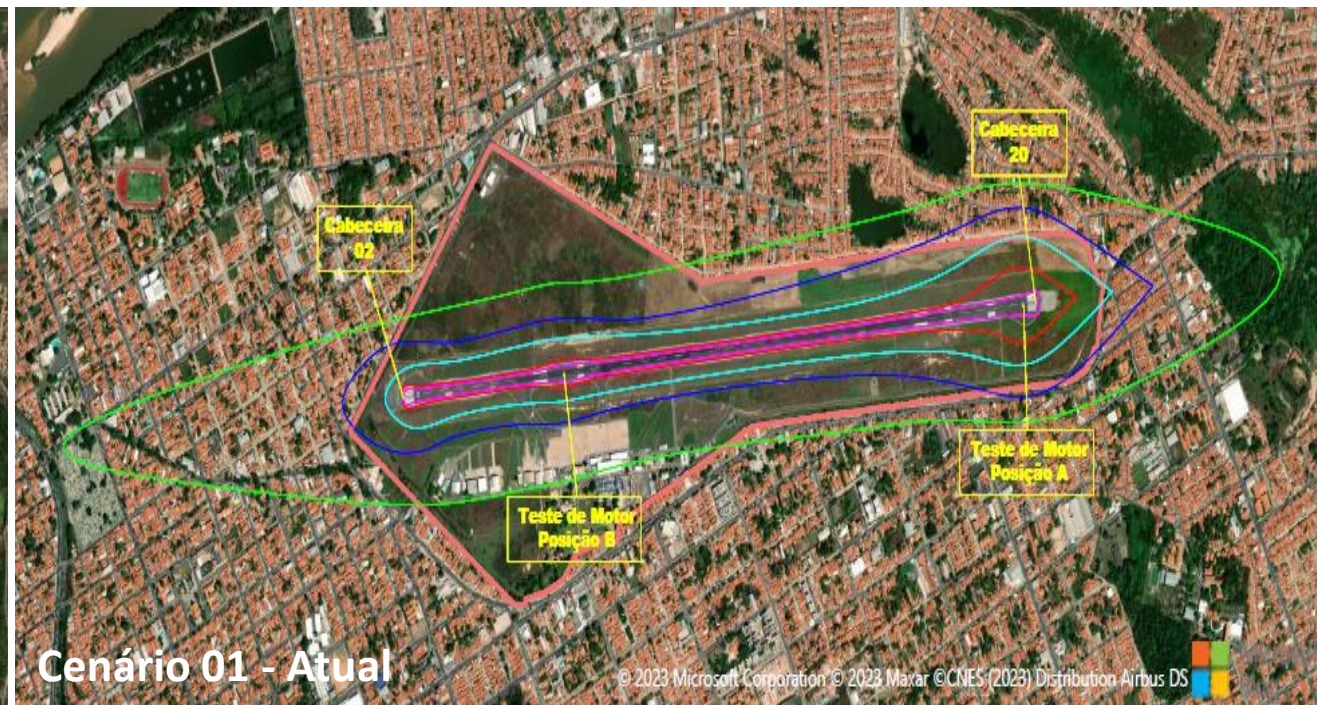 Cabeceira
20
Cabeceira
02
Teste de Motor
Posição A
Teste de Motor
Posição B
Cenário 01 - Atual
© 2023 Microsoft Corporation © 2023 Maxar ©CNES (2023) Distribution Airbus DS